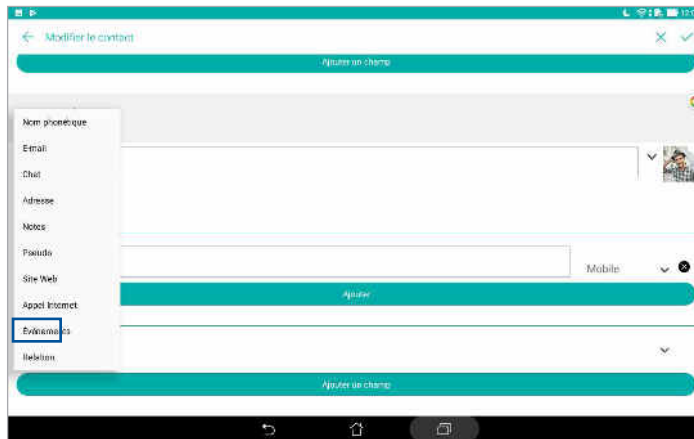 Modifier le contact
Ajouter un champ
Nom phonétique
E-mail
Chat
Adresse
Notes
Pseudo
Site Web
Mobile
Ajouter
Appel Internet
Événements
Relation
Ajouter un champ